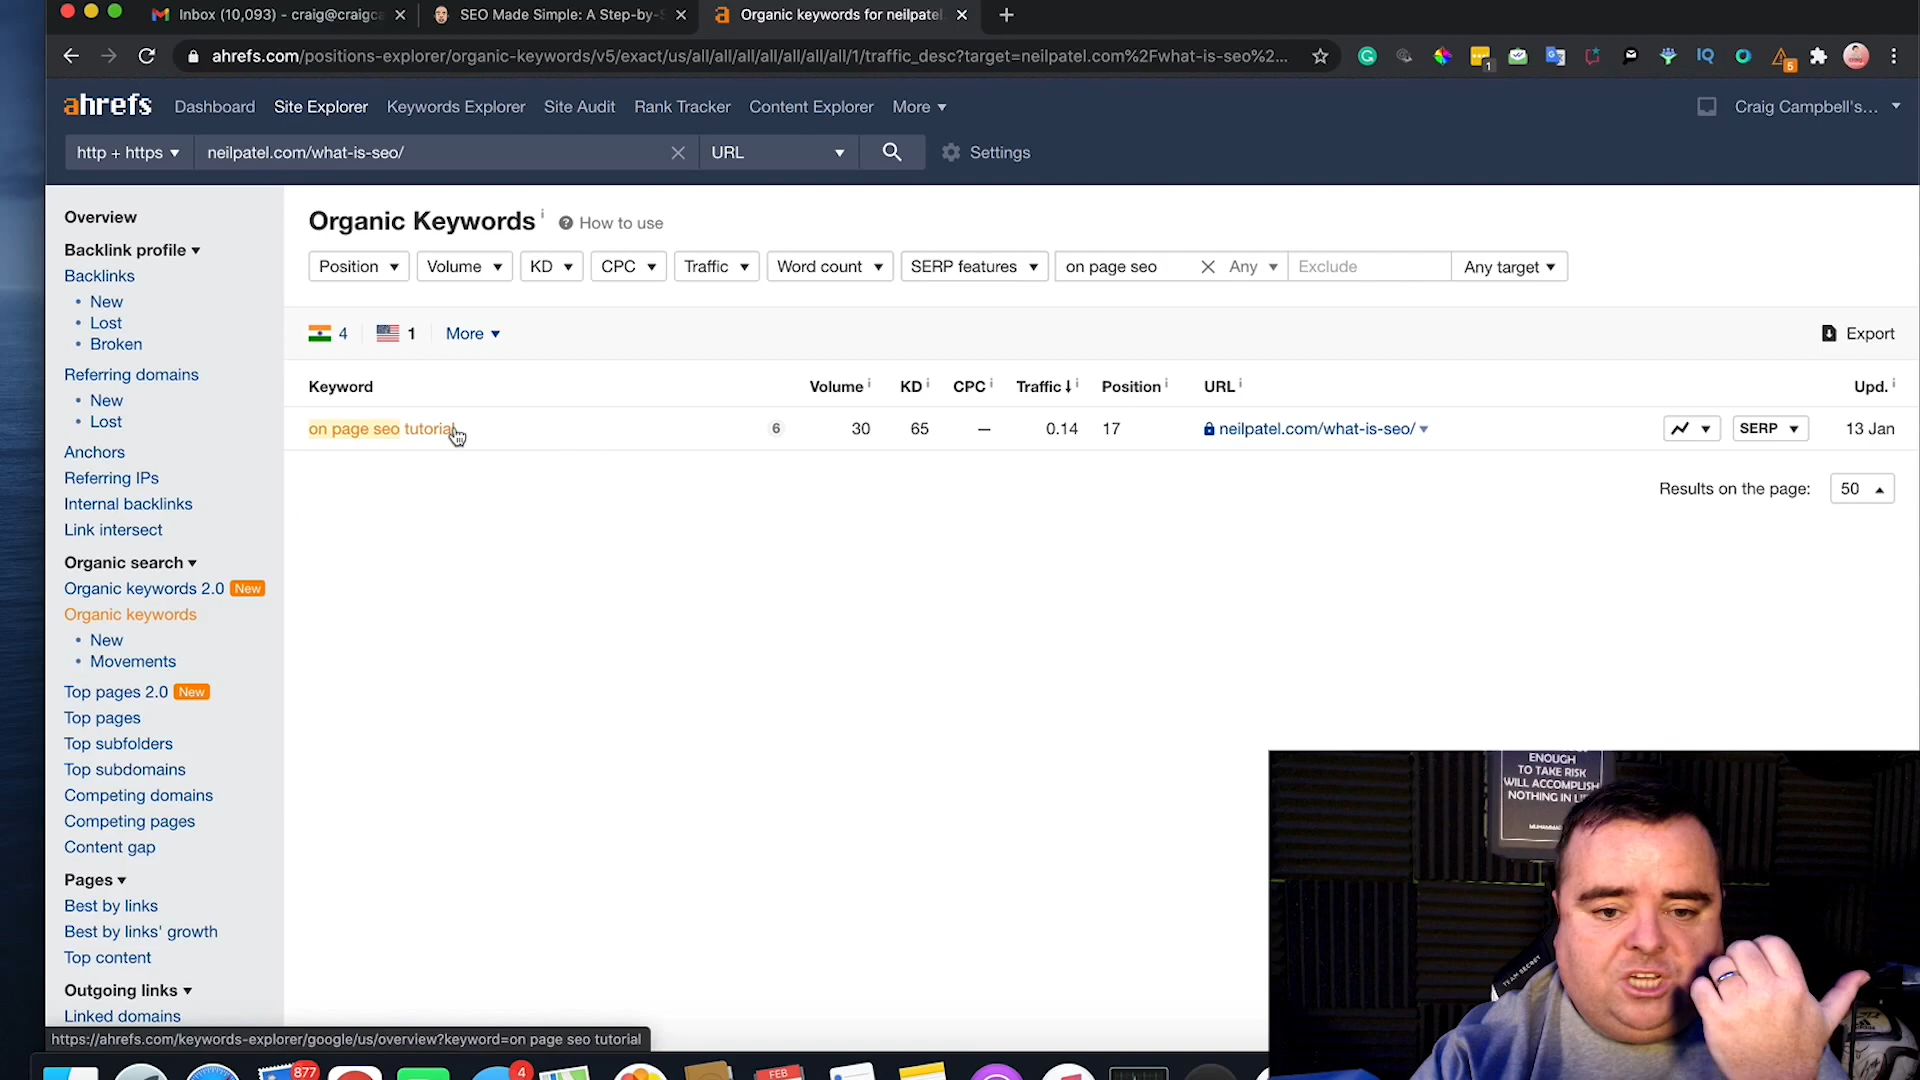 Inbox (10,093) - craig@craigca
SEO Made Simple: A Step-by-S
Organic keywords for neilpatel.
ahrefs.com/positions-explorer/organic-keywords/v5/exact/us/all/all/all/all/all/all/all/1/traffic_desc?target=neilpatel.com%2Fwhat-is-seo%2...
1
IQ
5
ahrefs Dashboard Site Explorer Keywords Explorer Site Audit Rank Tracker Content Explorer More
Craig Campbell's...
http + https neilpatel.com/what-is-seo/ URL Settings
Overview
Backlink profile
Backlinks
New
Lost
Broken
Referring domains
New
Lost
Anchors
Referring IPs
Internal backlinks
Link intersect
Organic search
Organic keywords 2.0 New
Organic keywords
New
Movements
Top pages 2.0 New
Top pages
Top subfolders
Top subdomains
Competing domains
Competing pages
Content gap
Pages
Best by links
Best by links' growth
Top content
Outgoing links
Linked domains
Organic Keywords i How to use
Position Volume KD CPC Traffic Word count SERP features on page seo Any Exclude Any target
4 1 More Export
Keyword Volume i KD i CPC i Traffic i Position i URL i Upd. i
on page seo tutorial 6 30 65 — 0.14 17 neilpatel.com/what-is-seo/ SERP 13 Jan
Results on the page: 50
ENOUGH
TO TAKE RISK
WILL ACCOMPLISH
NOTHING IN
TEAM SECRET
https://ahrefs.com/keywords-explorer/google/us/overview?keyword=on page seo tutorial
877
4
FEB